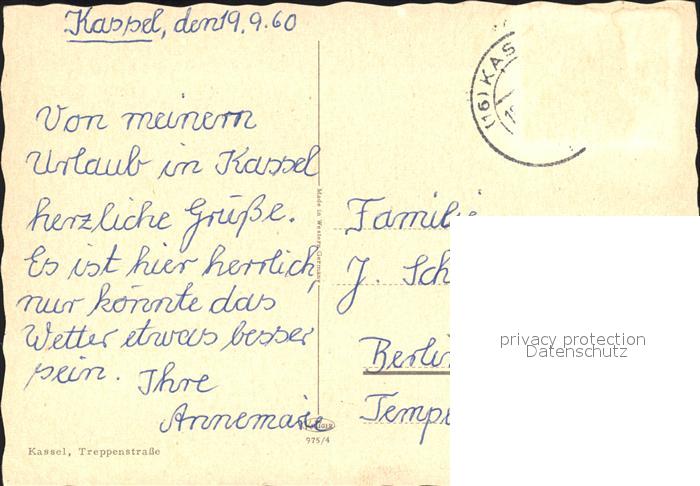 Kassel, den 19.9.60
(16) KAS
Von meinem
Urlaub in Kassel
herzliche Grüße.
Es ist hier herrlich,
nur könnte das
Wetter etwas besser
sein. Ihre
Annemarie
Made in Western Germany
Familie
J. Sch
Berlin
Temp
privacy protection
Datenschutz
975/4
Kassel, Treppenstraße